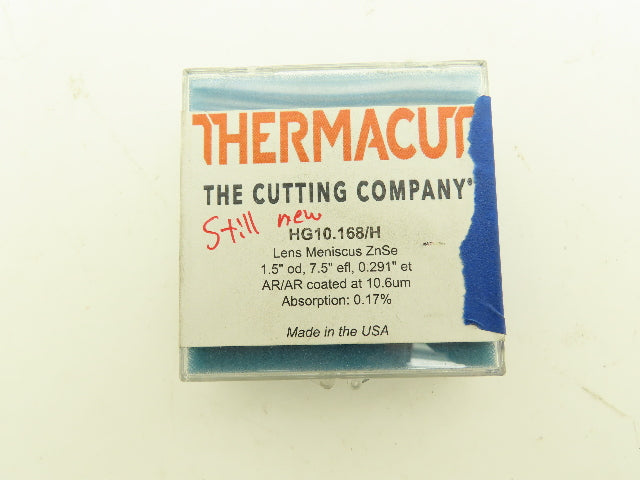 THERMACUT
THE CUTTING COMPANY®
Still new
HG10.168/H
Lens Meniscus ZnSe
1.5" od, 7.5" efl, 0.291" et
AR/AR coated at 10.6um
Absorption: 0.17%
Made in the USA